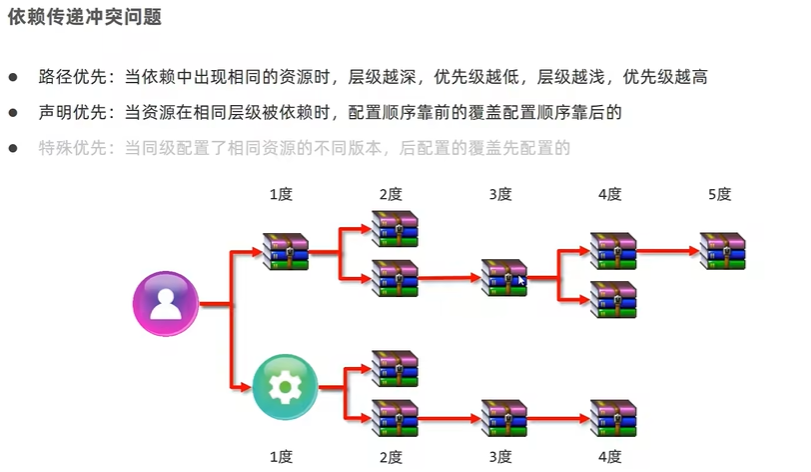 依赖传递冲突问题
● 路径优先：当依赖中出现相同的资源时，层级越深，优先级越低，层级越浅，优先级越高
● 声明优先：当资源在相同层级被依赖时，配置顺序靠前的覆盖配置顺序靠后的
● 特殊优先：当同级配置了相同资源的不同版本，后配置的覆盖先配置的
1度 2度 3度 4度 5度
1度 2度 3度 4度